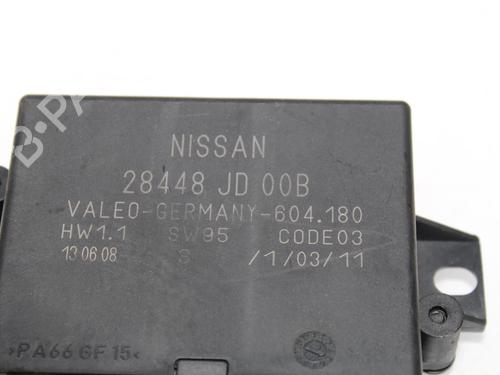 NISSAN
28448 JD 00B
VALEO-GERMANY-604.180
HW1.1 SW95 CODE03
13 06 08 S /1/03/11
>PA66 GF 15<
B-PA